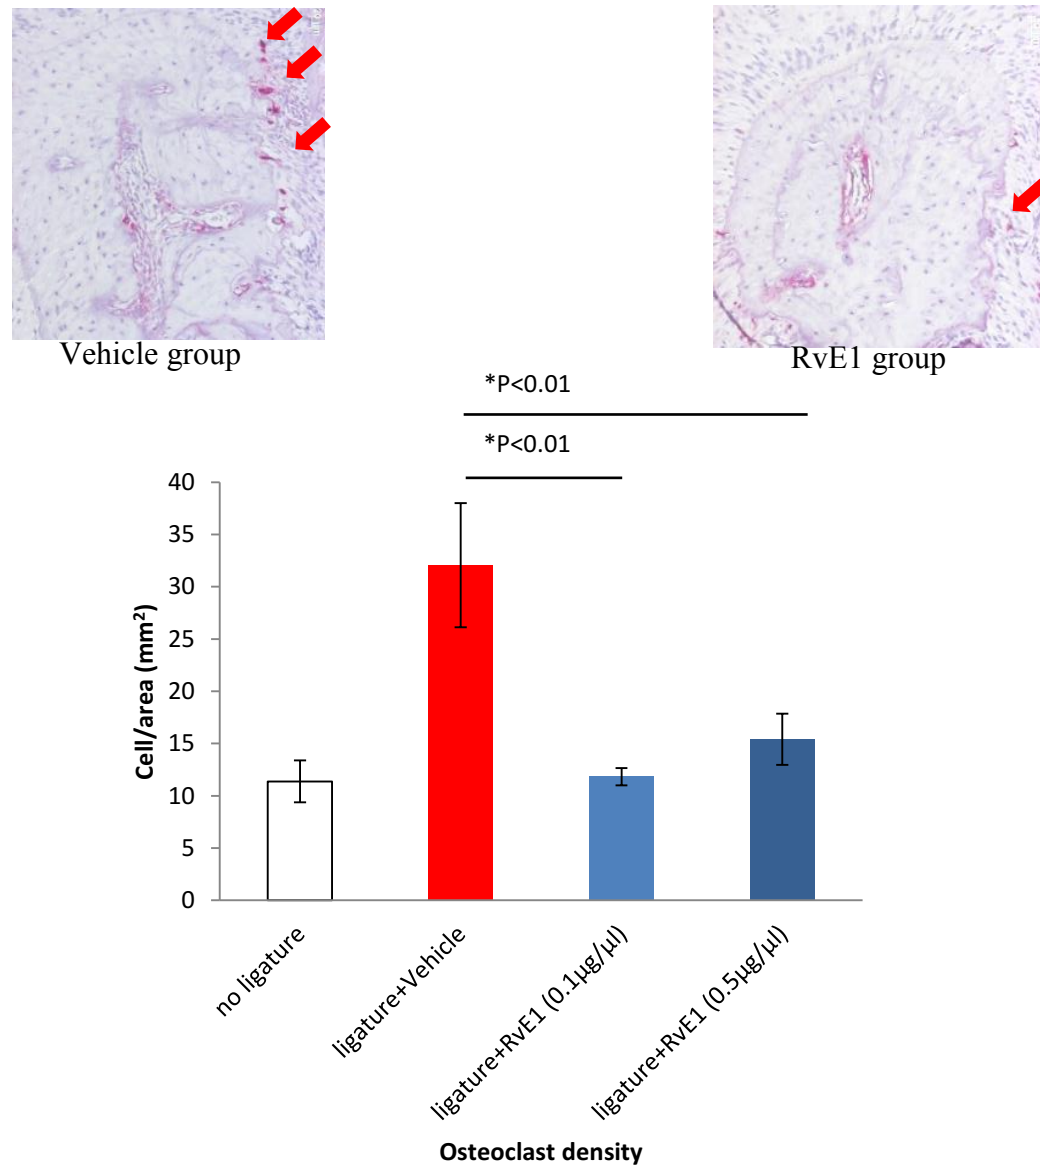 Vehicle group
RvE1 group
*P<0.01
*P<0.01
40
35
30
25
20
15
10
5
0
Cell/area (mm²)
no ligature
ligature+Vehicle
ligature+RvE1 (0.1µg/µl)
ligature+RvE1 (0.5µg/µl)
Osteoclast density